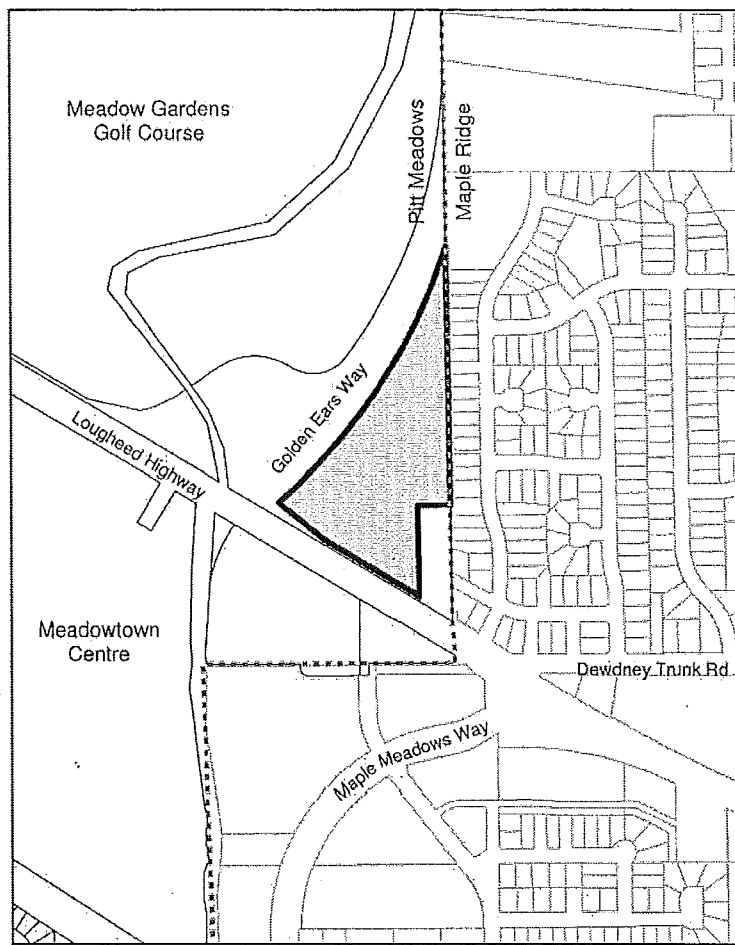 Meadow Gardens
Golf Course
Pitt Meadows
Maple Ridge
Golden Ears Way
Lougheed Highway
Meadowtown
Centre
Dewdney Trunk Rd
Maple Meadows Way